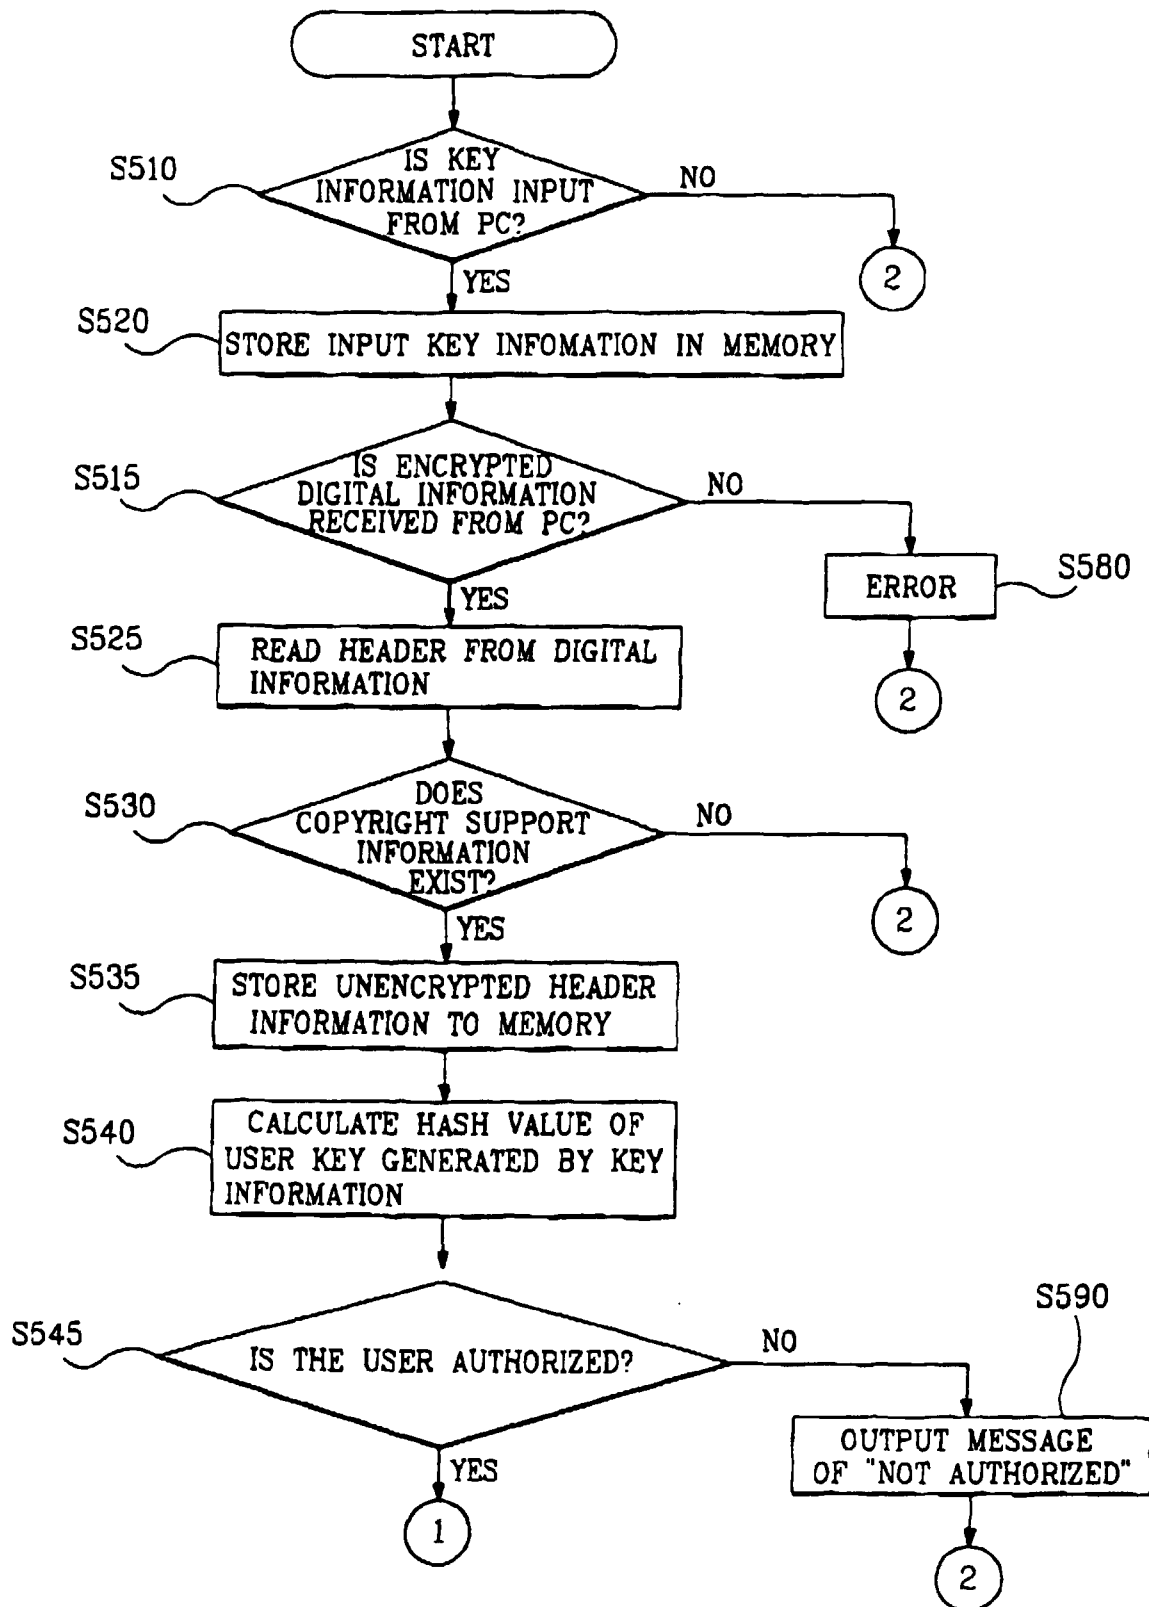 START
S510
IS KEY
INFORMATION INPUT
FROM PC?
NO
2
YES
S520
STORE INPUT KEY INFOMATION IN MEMORY
S515
IS ENCRYPTED
DIGITAL INFORMATION
RECEIVED FROM PC?
NO
S580
ERROR
2
YES
S525
READ HEADER FROM DIGITAL
INFORMATION
S530
DOES
COPYRIGHT SUPPORT
INFORMATION
EXIST?
NO
2
YES
S535
STORE UNENCRYPTED HEADER
INFORMATION TO MEMORY
S540
CALCULATE HASH VALUE OF
USER KEY GENERATED BY KEY
INFORMATION
S545
IS THE USER AUTHORIZED?
NO
S590
OUTPUT MESSAGE
OF "NOT AUTHORIZED"
2
YES
1